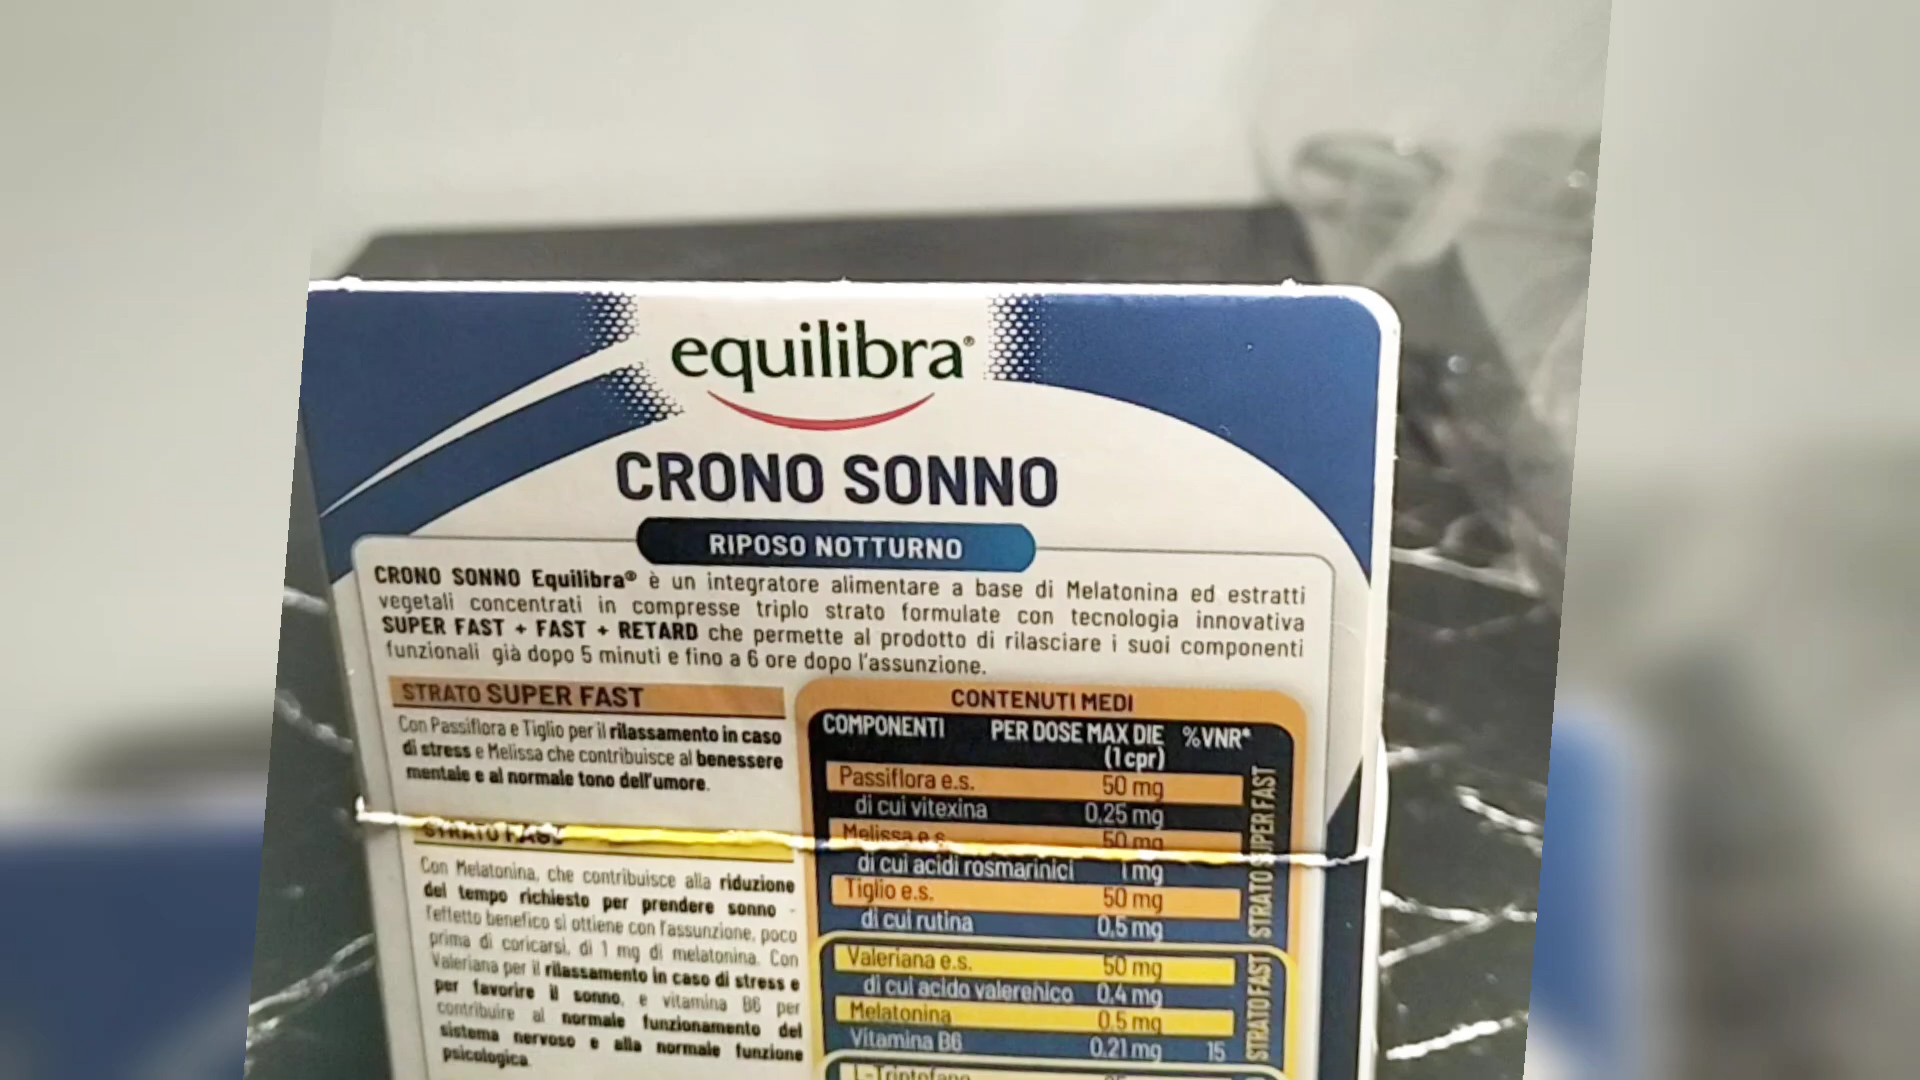 equilibra®
CRONO SONNO
RIPOSO NOTTURNO
CRONO SONNO Equilibra® è un integratore alimentare a base di Melatonina ed estratti
vegetali concentrati in compresse triplo strato formulate con tecnologia innovativa
SUPER FAST + FAST + RETARD che permette al prodotto di rilasciare i suoi componenti
funzionali già dopo 5 minuti e fino a 6 ore dopo l'assunzione.
STRATO SUPER FAST
Con Passiflora e Tiglio per il rilassamento in caso
di stress e Melissa che contribuisce al benessere
mentale e al normale tono dell'umore.
STRATO FAST
Con Melatonina, che contribuisce alla riduzione
del tempo richiesto per prendere sonno -
l'effetto benefico si ottiene con l'assunzione, poco
prima di coricarsi, di 1 mg di melatonina. Con
Valeriana per il rilassamento in caso di stress e
per favorire il sonno, e vitamina B6 per
contribuire al normale funzionamento del
sistema nervoso e alla normale funzione
psicologica.
CONTENUTI MEDI
COMPONENTI PER DOSE MAX DIE %VNR*
(1 cpr)
Passiflora e.s. 50 mg
di cui vitexina 0,25 mg
Melissa e.s. 50 mg
di cui acidi rosmarinici 1 mg
Tiglio e.s. 50 mg
di cui rutina 0,5 mg
STRATO SUPER FAST
Valeriana e.s. 50 mg
di cui acido valerenico 0,4 mg
Melatonina 0,5 mg
Vitamina B6 0,21 mg 15
STRATO FAST
L-Triptofano